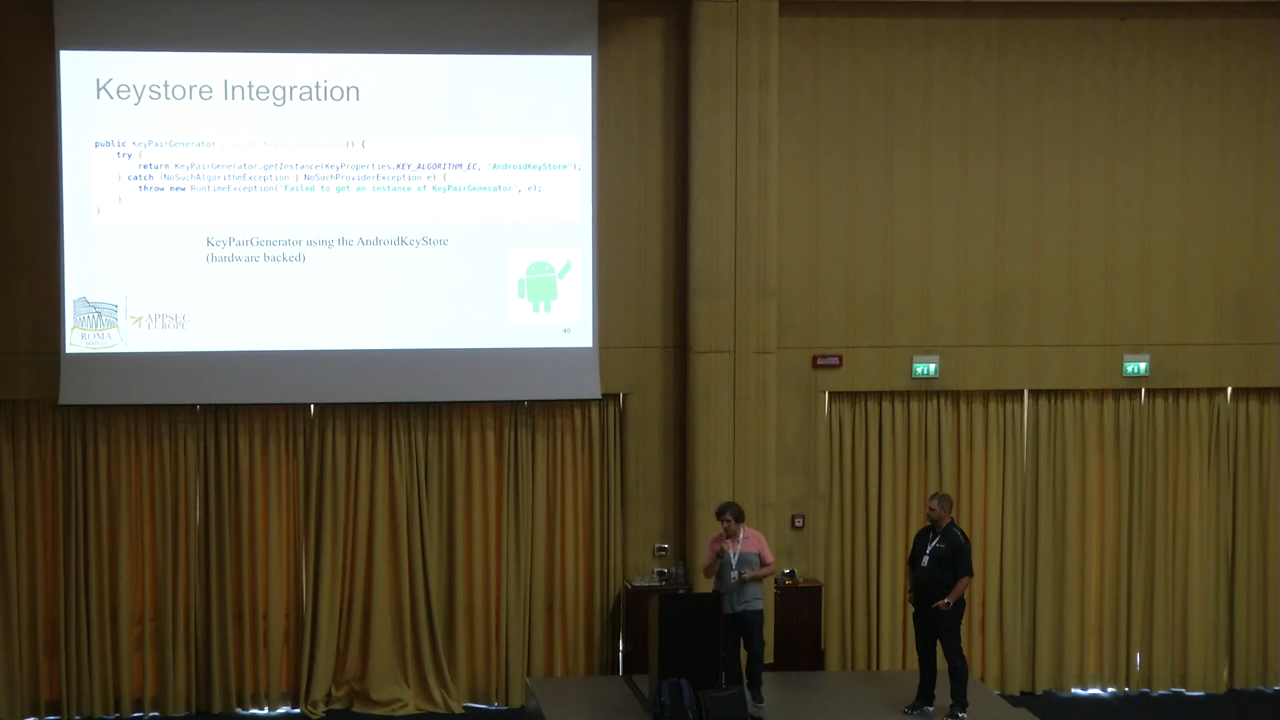 Keystore Integration
public KeyPairGenerator () {
try {
return KeyPairGenerator.getInstance(KeyProperties.KEY_ALGORITHM_EC, "AndroidKeyStore");
} catch (NoSuchAlgorithmException | NoSuchProviderException e) {
throw new RuntimeException("Failed to get an instance of KeyPairGenerator", e);
}
}
KeyPairGenerator using the AndroidKeyStore
(hardware backed)
ROMA
APPSEC
EUROPE
40